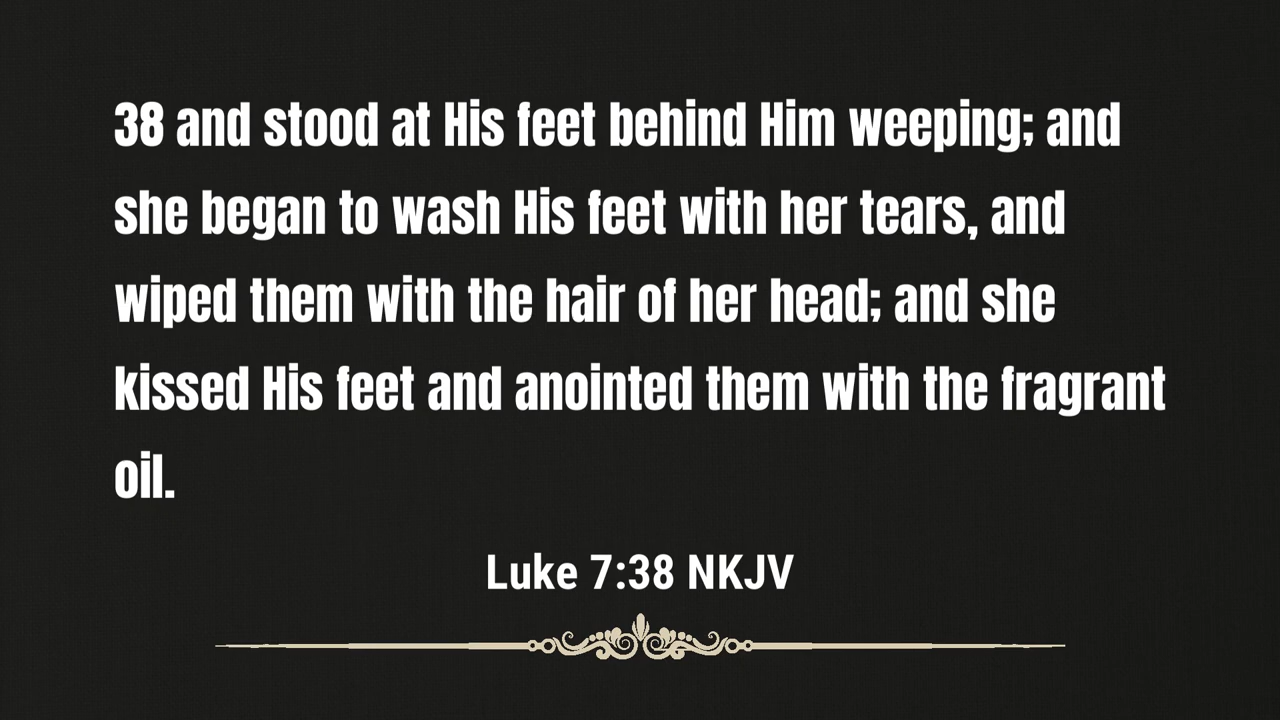 38 and stood at His feet behind Him weeping; and
she began to wash His feet with her tears, and
wiped them with the hair of her head; and she
kissed His feet and anointed them with the fragrant
oil.
Luke 7:38 NKJV